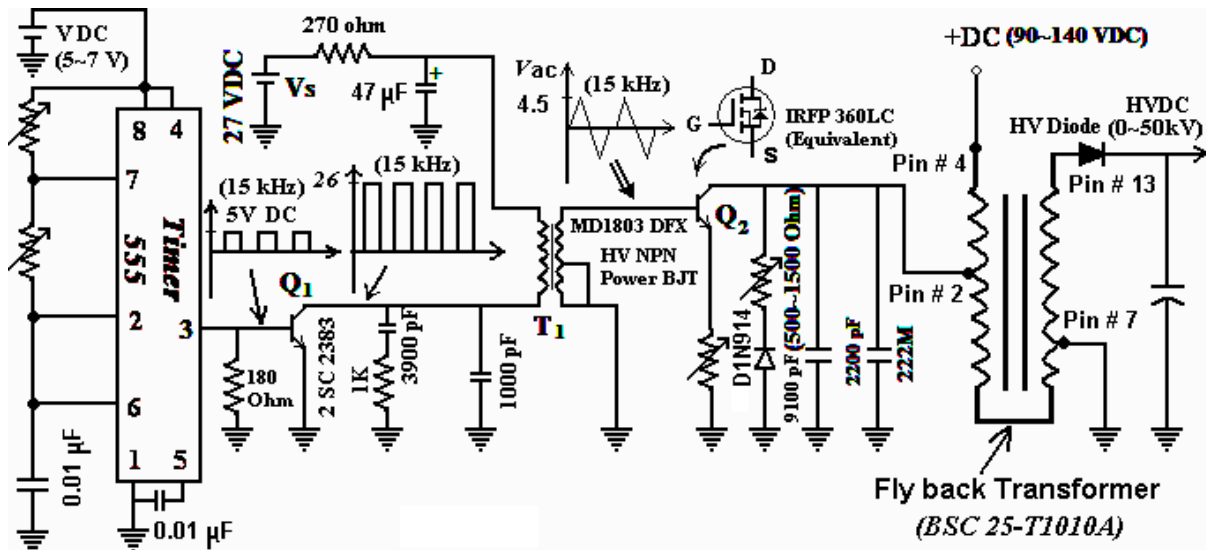 V DC
(5~7 V)
270 ohm
27 VDC
Vs
47 µF
+
Vac
4.5
(15 kHz)
D
G
S
IRFP 360LC
(Equivalent)
+DC (90~140 VDC)
HVDC
HV Diode (0~50kV)
Pin # 4
Pin # 13
8
4
7
2
3
6
1
5
Timer
555
(15 kHz)
5V DC
26
(15 kHz)
Q1
2 SC 2383
180
Ohm
1K
3900 pF
1000 pF
T1
MD1803 DFX
HV NPN
Power BJT
Q2
D1N914
(500~1500 Ohm)
9100 pF
2200 pF
222M
Pin # 2
Pin # 7
0.01 µF
0.01 µF
Fly back Transformer
(BSC 25-T1010A)